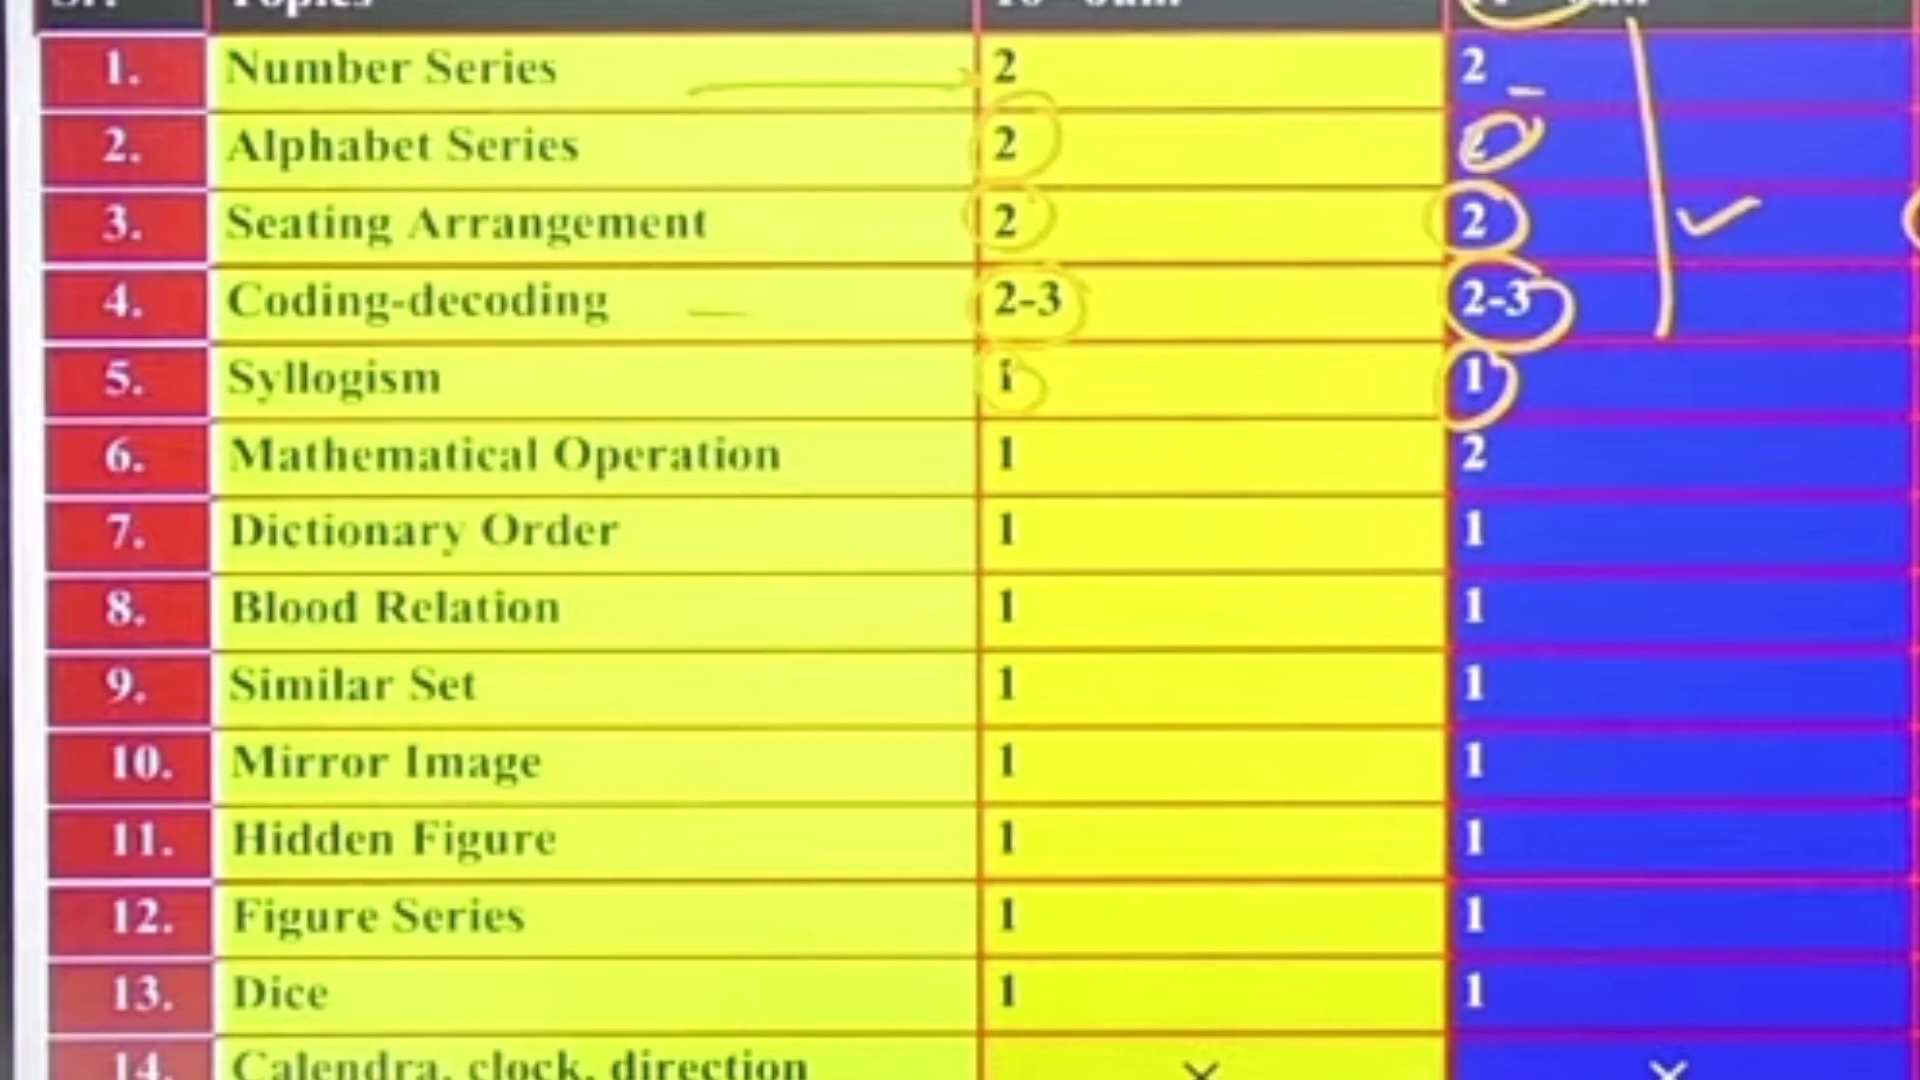 Sr. Topics
1. Number Series 2 2
2. Alphabet Series 2 2
3. Seating Arrangement 2 2
4. Coding-decoding 2-3 2-3
5. Syllogism 1 1
6. Mathematical Operation 1 2
7. Dictionary Order 1 1
8. Blood Relation 1 1
9. Similar Set 1 1
10. Mirror Image 1 1
11. Hidden Figure 1 1
12. Figure Series 1 1
13. Dice 1 1
14. Calendra, clock, direction × ×